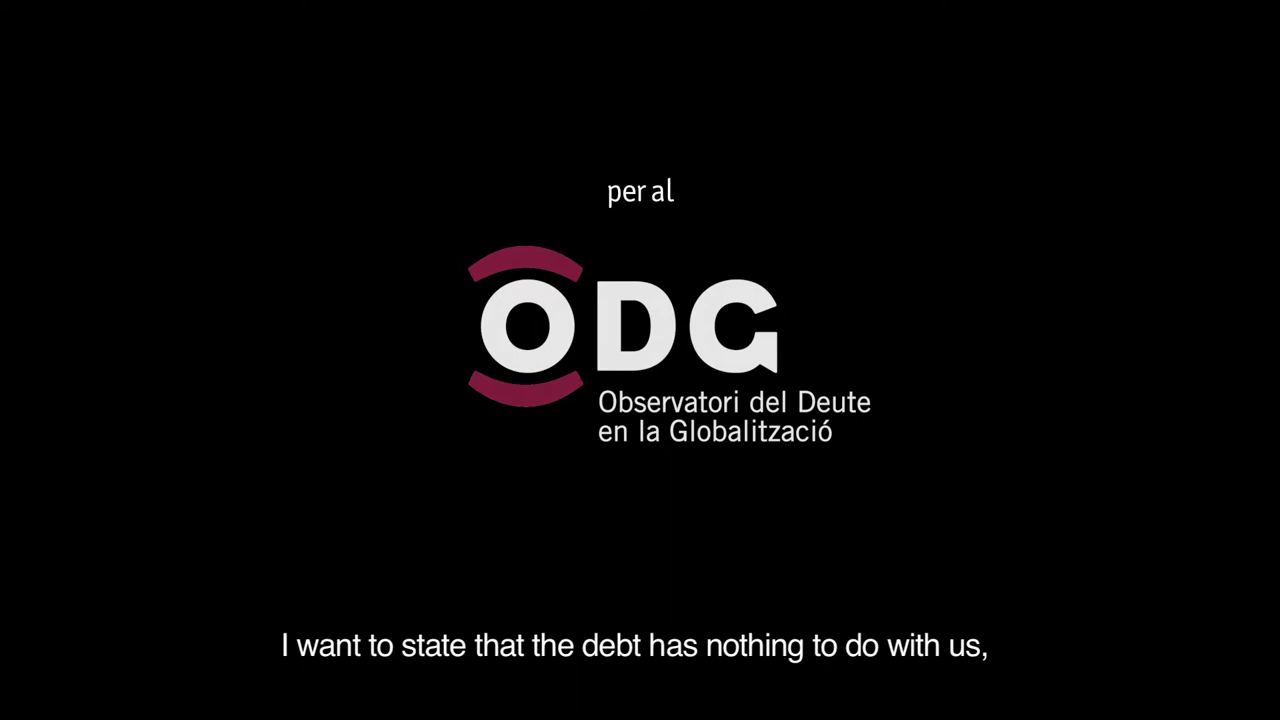 per al
ODG
Observatori del Deute
en la Globalització
I want to state that the debt has nothing to do with us,